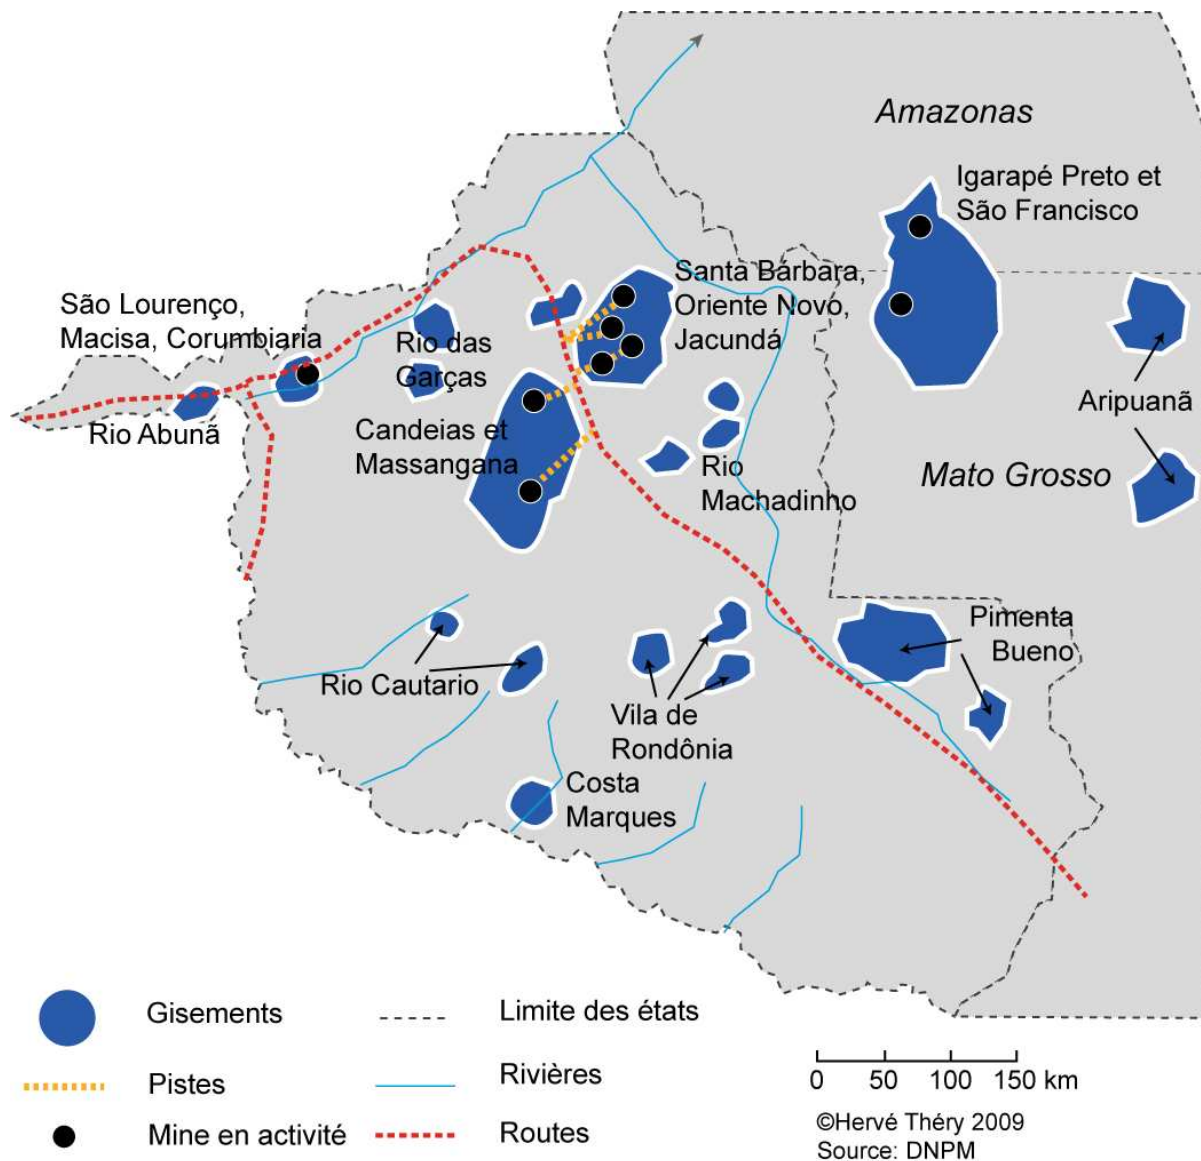 Amazonas
Igarapé Preto et
São Francisco
Santa Bárbara,
Oriente Novo,
Jacundá
São Lourenço,
Macisa, Corumbiaria
Rio das
Garças
Aripuanã
Rio Abunã
Candeias et
Massangana
Rio
Machadinho
Mato Grosso
Pimenta
Bueno
Rio Cautario
Vila de
Rondônia
Costa
Marques
Gisements
Limite des états
Pistes
Rivières
Mine en activité
Routes
0 50 100 150 km
©Hervé Théry 2009
Source: DNPM